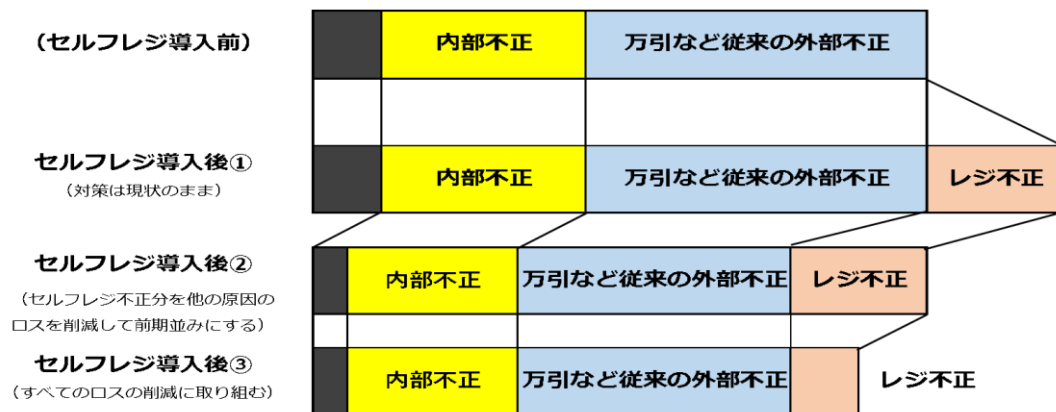 (セルフレジ導入前)
内部不正
万引など従来の外部不正
セルフレジ導入後①
(対策は現状のまま)
内部不正
万引など従来の外部不正
レジ不正
セルフレジ導入後②
(セルフレジ不正分を他の原因の
ロスを削減して前期並みにする)
内部不正
万引など従来の外部不正
レジ不正
セルフレジ導入後③
(すべてのロスの削減に取り組む)
内部不正
万引など従来の外部不正
レジ不正